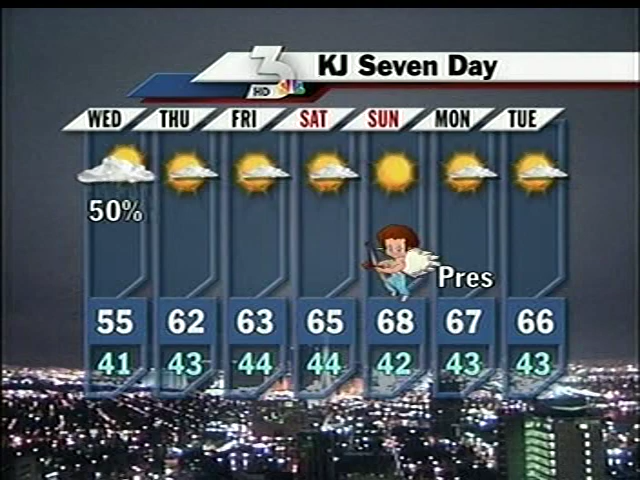 3 KJ Seven Day
HD
WED THU FRI SAT SUN MON TUE
50%
Pres
55 62 63 65 68 67 66
41 43 44 44 42 43 43